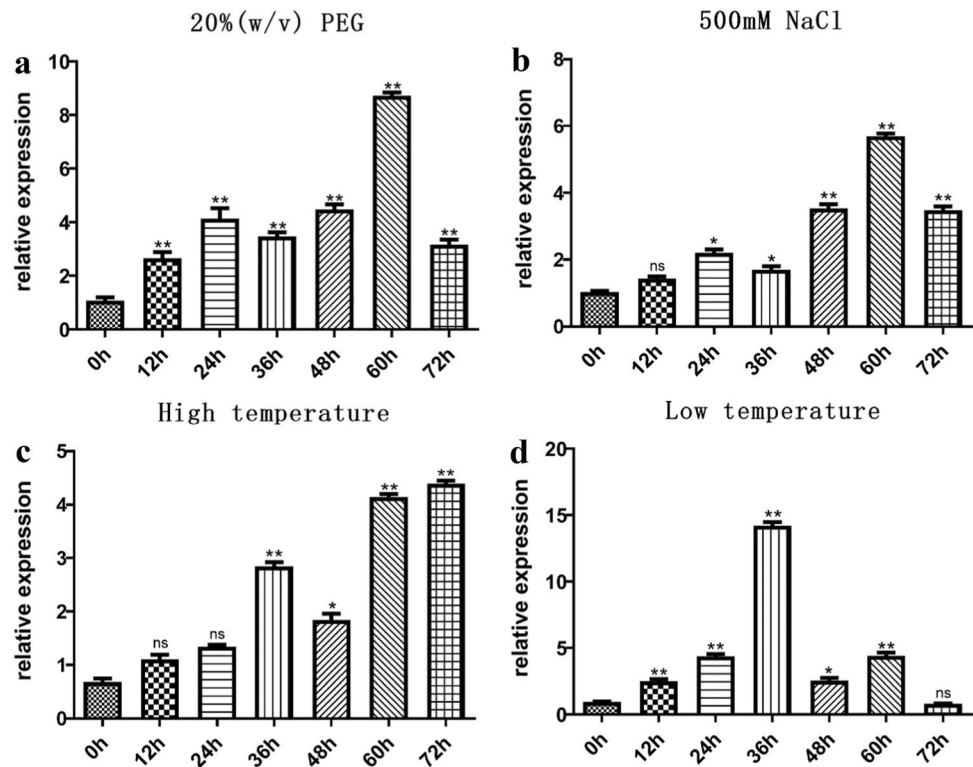 20%(w/v) PEG
a
relative expression
10
8
6
4
2
0
**
**
**
**
**
**
0h
12h
24h
36h
48h
60h
72h
500mM NaCl
b
relative expression
8
6
4
2
0
ns
*
*
**
**
**
0h
12h
24h
36h
48h
60h
72h
High temperature
c
relative expression
5
4
3
2
1
0
ns
ns
**
*
**
**
0h
12h
24h
36h
48h
60h
72h
Low temperature
d
relative expression
20
15
10
5
0
**
**
**
*
**
ns
0h
12h
24h
36h
48h
60h
72h